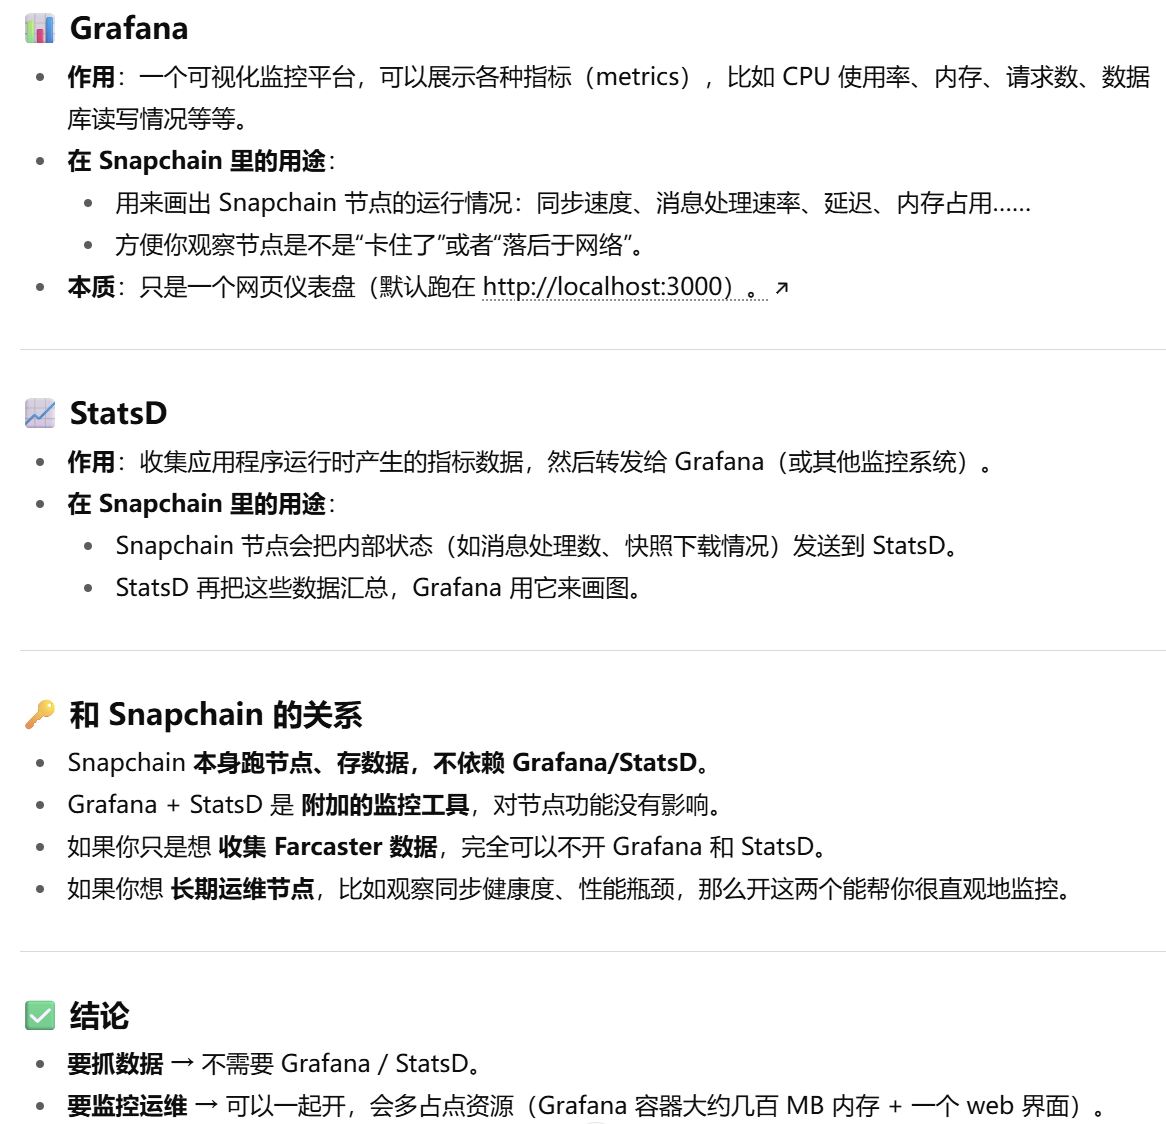 Grafana
作用：一个可视化监控平台，可以展示各种指标（metrics），比如 CPU 使用率、内存、请求数、数据
库读写情况等等。
在 Snapchain 里的用途：
用来画出 Snapchain 节点的运行情况：同步速度、消息处理速率、延迟、内存占用……
方便你观察节点是不是“卡住了”或者“落后于网络”。
本质：只是一个网页仪表盘（默认跑在 http://localhost:3000）。↗
StatsD
作用：收集应用程序运行时产生的指标数据，然后转发给 Grafana（或其他监控系统）。
在 Snapchain 里的用途：
Snapchain 节点会把内部状态（如消息处理数、快照下载情况）发送到 StatsD。
StatsD 再把这些数据汇总，Grafana 用它来画图。
和 Snapchain 的关系
Snapchain 本身跑节点、存数据，不依赖 Grafana/StatsD。
Grafana + StatsD 是 附加的监控工具，对节点功能没有影响。
如果你只是想 收集 Farcaster 数据，完全可以不开 Grafana 和 StatsD。
如果你想 长期运维节点，比如观察同步健康度、性能瓶颈，那么开这两个能帮你很直观地监控。
结论
要抓数据 → 不需要 Grafana / StatsD。
要监控运维 → 可以一起开，会多占点资源（Grafana 容器大约几百 MB 内存 + 一个 web 界面）。